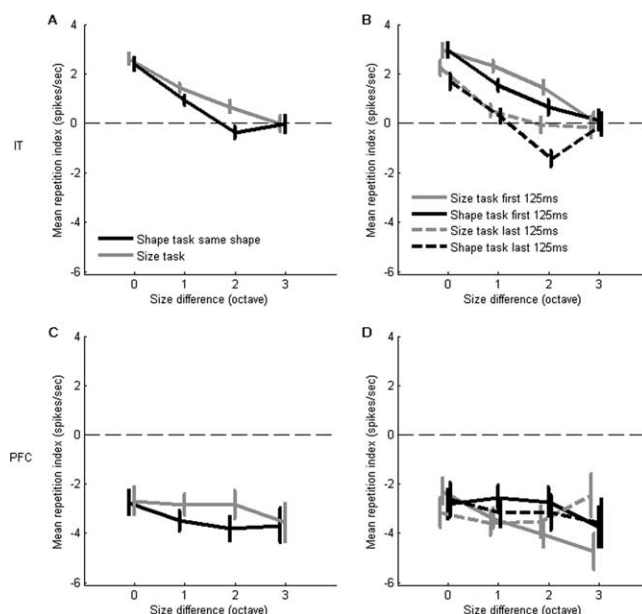 A
4
2
0
-2
-4
-6
Mean repetition index (spikes/sec)
IT
Shape task same shape
Size task
0 1 2 3
Size difference (octave)
B
4
2
0
-2
-4
-6
Mean repetition index (spikes/sec)
Size task first 125ms
Shape task first 125ms
Size task last 125ms
Shape task last 125ms
0 1 2 3
Size difference (octave)
C
4
2
0
-2
-4
-6
Mean repetition index (spikes/sec)
PFC
0 1 2 3
Size difference (octave)
D
4
2
0
-2
-4
-6
Mean repetition index (spikes/sec)
0 1 2 3
Size difference (octave)